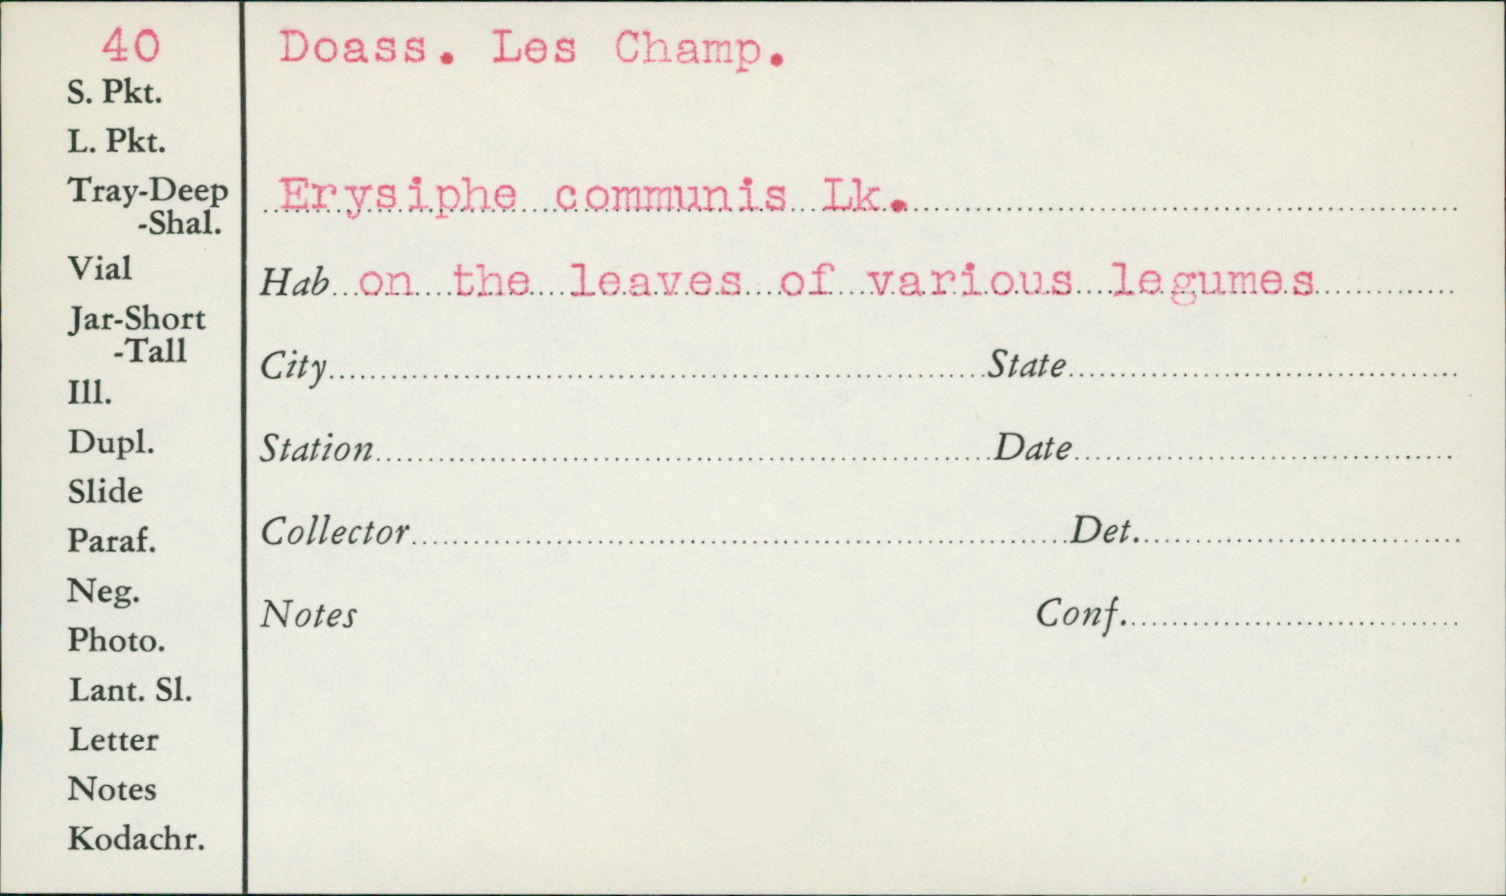 40
S. Pkt.
L. Pkt.
Tray-Deep
-Shal.
Vial
Jar-Short
-Tall
Ill.
Dupl.
Slide
Paraf.
Neg.
Photo.
Lant. Sl.
Letter
Notes
Kodachr.
Doass. Les Champ.
Erysiphe communis Lk.
Hab on the leaves of various legumes
City State
Station Date
Collector Det.
Notes Conf.